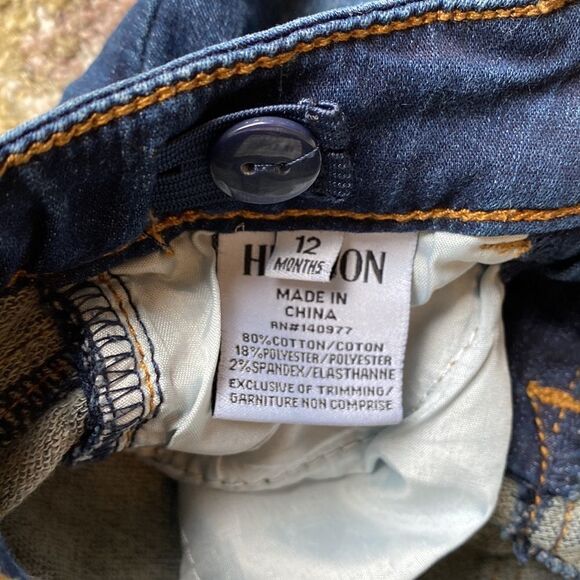 12
MONTHS
MADE IN
CHINA
RN#140977
80%COTTON/COTON
18%POLYESTER/POLYESTER
2%SPANDEX/ELASTHANNE
EXCLUSIVE OF TRIMMING/
GARNITURE NON COMPRISE